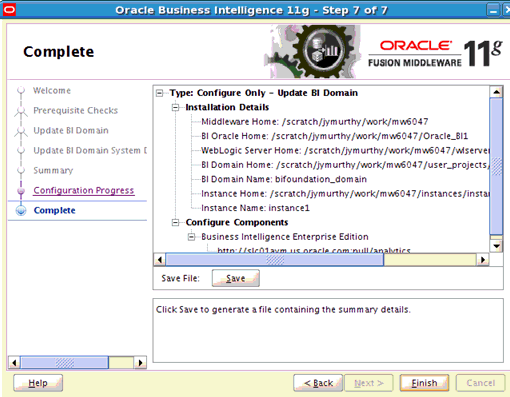 Oracle Business Intelligence 11g - Step 7 of 7
Complete
ORACLE
FUSION MIDDLEWARE 11g
Welcome
Prerequisite Checks
Update BI Domain
Update BI Domain System D
Summary
Configuration Progress
Complete
Type: Configure Only - Update BI Domain
Installation Details
Middleware Home: /scratch/jymurthy/work/mw6047
BI Oracle Home: /scratch/jymurthy/work/mw6047/Oracle_BI1
WebLogic Server Home: /scratch/jymurthy/work/mw6047/wlserver
BI Domain Home: /scratch/jymurthy/work/mw6047/user_projects/
BI Domain Name: bifoundation_domain
Instance Home: /scratch/jymurthy/work/mw6047/instances/instan
Instance Name: instance1
Configure Components
Business Intelligence Enterprise Edition
http://slc01avm.us.oracle.com:null/analytics
Save File: Save
Click Save to generate a file containing the summary details.
Help
< Back
Next >
Finish
Cancel